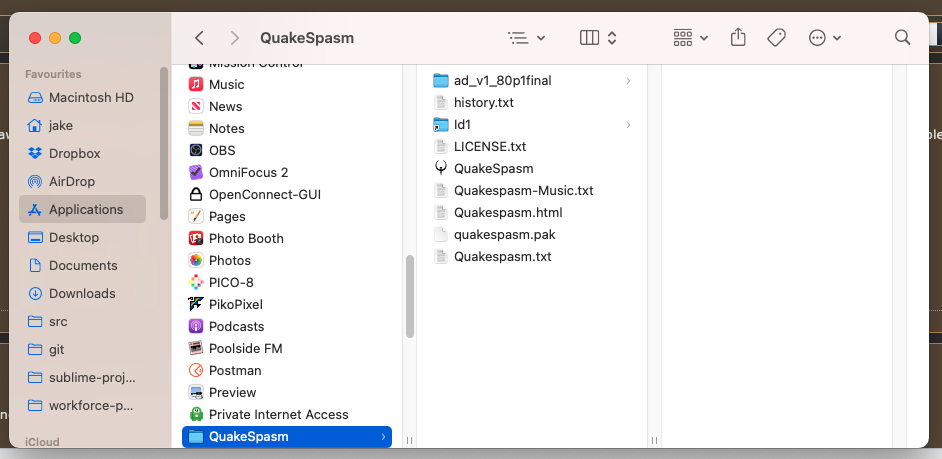 QuakeSpasm
Favourites
Macintosh HD
jake
Dropbox
AirDrop
Applications
Desktop
Documents
Downloads
src
git
sublime-proj...
workforce-p...
iCloud
Mission Control
Music
News
Notes
OBS
OmniFocus 2
OpenConnect-GUI
Pages
Photo Booth
Photos
PICO-8
PikoPixel
Podcasts
Poolside FM
Postman
Preview
Private Internet Access
QuakeSpasm
ad_v1_80p1final
history.txt
Id1
LICENSE.txt
QuakeSpasm
Quakespasm-Music.txt
Quakespasm.html
quakespasm.pak
Quakespasm.txt